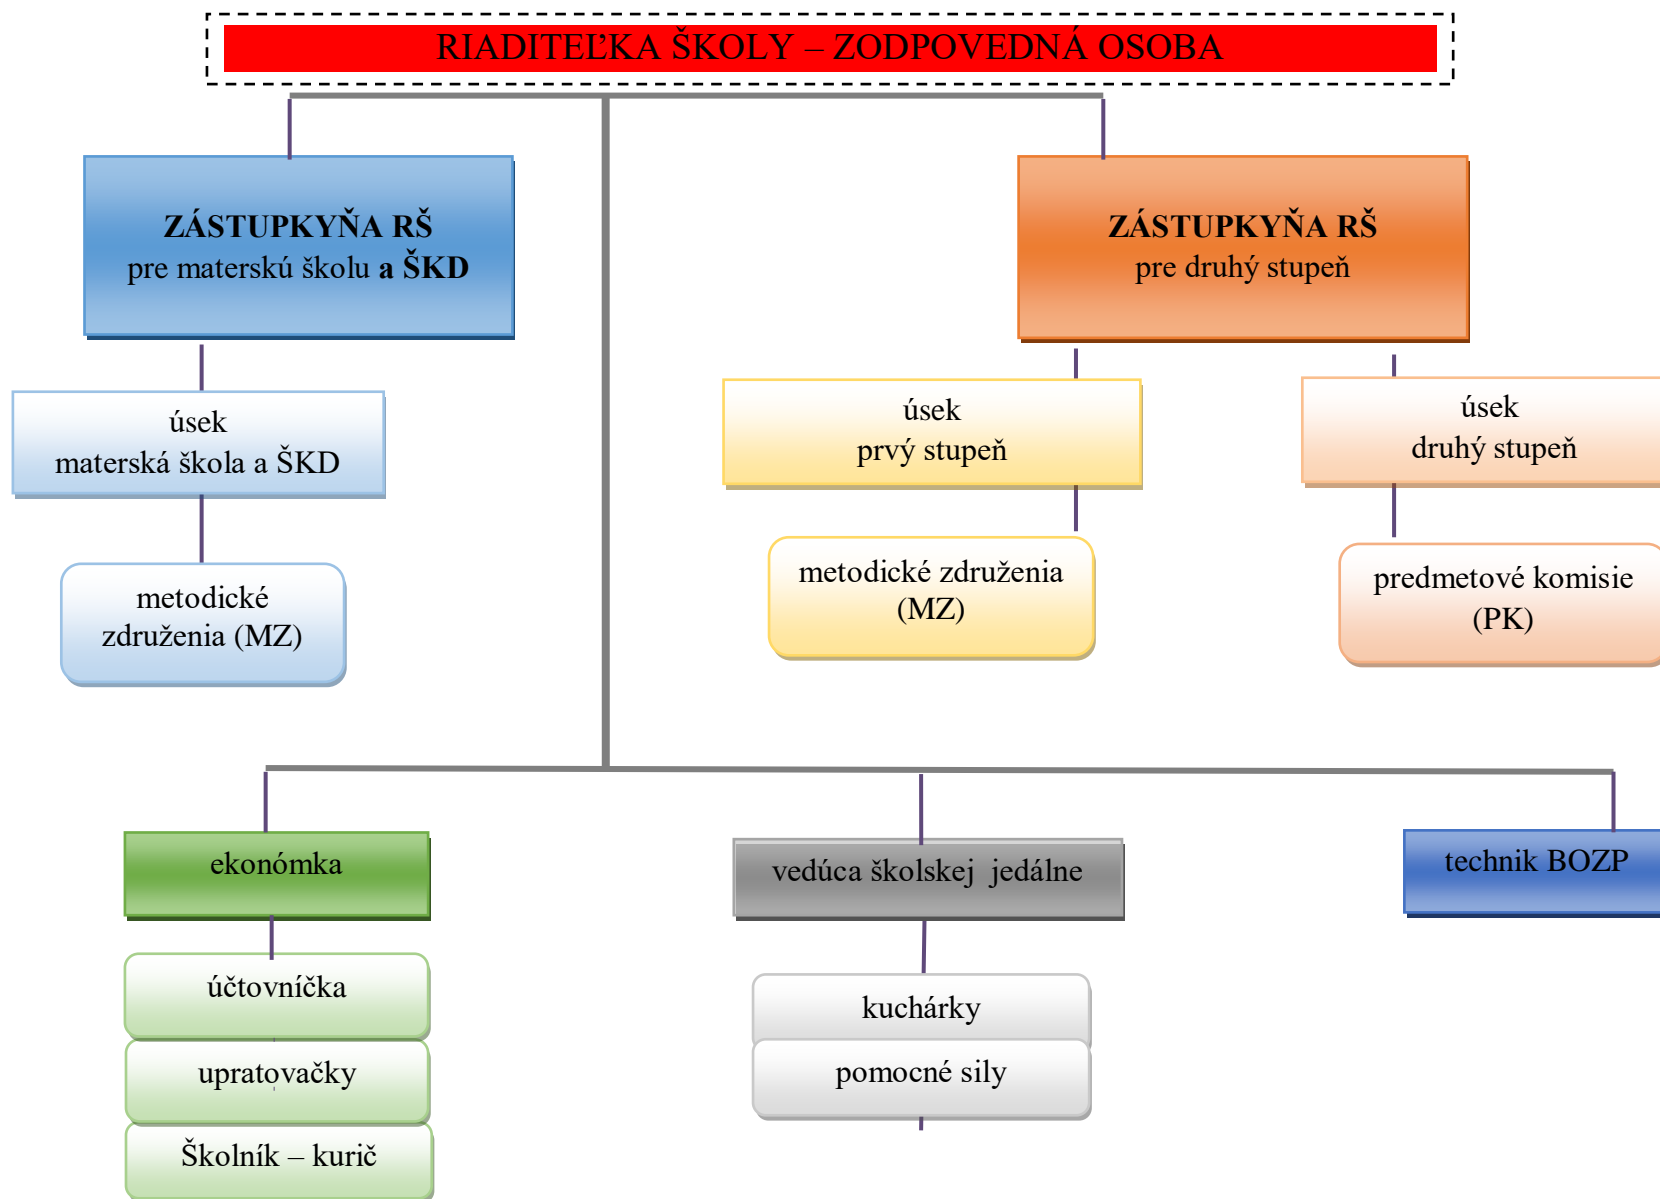 RIADITEĽKA ŠKOLY – ZODPOVEDNÁ OSOBA
ZÁSTUPKYŇA RŠ
pre materskú školu a ŠKD
ZÁSTUPKYŇA RŠ
pre druhý stupeň
úsek
materská škola a ŠKD
úsek
prvý stupeň
úsek
druhý stupeň
metodické
združenia (MZ)
metodické združenia
(MZ)
predmetové komisie
(PK)
ekonómka
vedúca školskej jedálne
technik BOZP
účtovníčka
upratovačky
Školník – kurič
kuchárky
pomocné sily